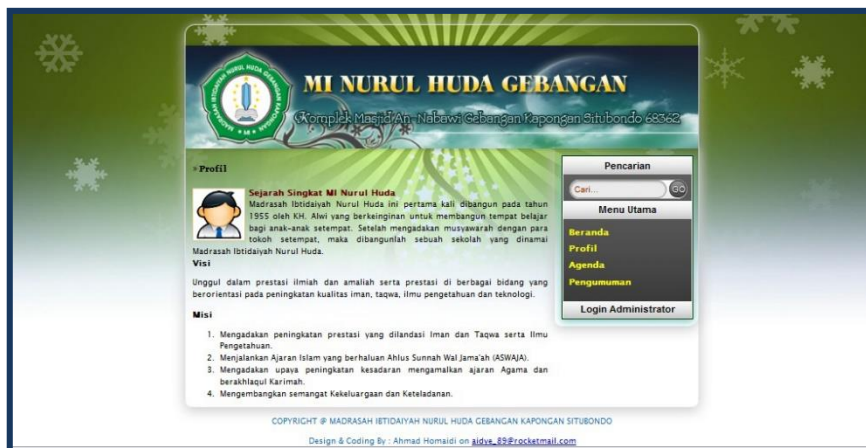 MADRASAH IBTIDAIYAH NURUL HUDA GEBANGAN KAPONGAN
MI
MI NURUL HUDA GEBANGAN
Komplek Masjid An-Nabawi Gebangan Kapongan Situbondo 68362
> Profil
Sejarah Singkat MI Nurul Huda
Madrasah Ibtidaiyah Nurul Huda ini pertama kali dibangun pada tahun
1955 oleh KH. Alwi yang berkeinginan untuk membangun tempat belajar
bagi anak-anak setempat. Setelah mengadakan musyawarah dengan para
tokoh setempat, maka dibangunlah sebuah sekolah yang dinamai
Madrasah Ibtidaiyah Nurul Huda.
Visi
Unggul dalam prestasi ilmiah dan amaliah serta prestasi di berbagai bidang yang
berorientasi pada peningkatan kualitas iman, taqwa, ilmu pengetahuan dan teknologi.
Misi
1. Mengadakan peningkatan prestasi yang dilandasi Iman dan Taqwa serta Ilmu
Pengetahuan.
2. Menjalankan Ajaran Islam yang berhaluan Ahlus Sunnah Wal Jama'ah (ASWAJA).
3. Mengadakan upaya peningkatan kesadaran mengamalkan ajaran Agama dan
berakhlaqul Karimah.
4. Mengembangkan semangat Kekeluargaan dan Keteladanan.
Pencarian
Cari...
GO
Menu Utama
Beranda
Profil
Agenda
Pengumuman
Login Administrator
COPYRIGHT @ MADRASAH IBTIDAIYAH NURUL HUDA GEBANGAN KAPONGAN SITUBONDO
Design & Coding By : Ahmad Homaidi on aidye_89@rocketmail.com